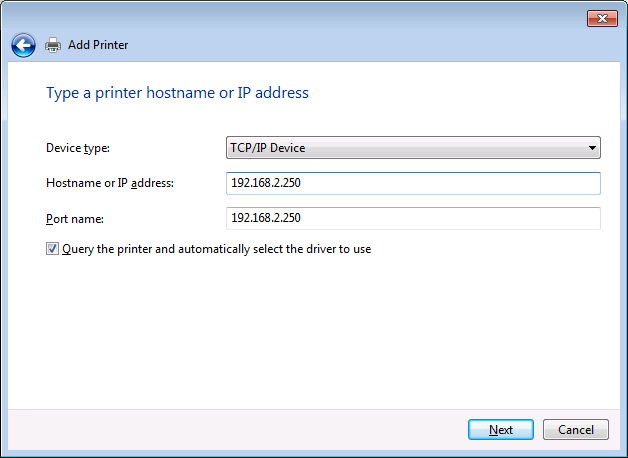 Add Printer
Type a printer hostname or IP address
Device type: TCP/IP Device
Hostname or IP address: 192.168.2.250
Port name: 192.168.2.250
Query the printer and automatically select the driver to use
Next Cancel